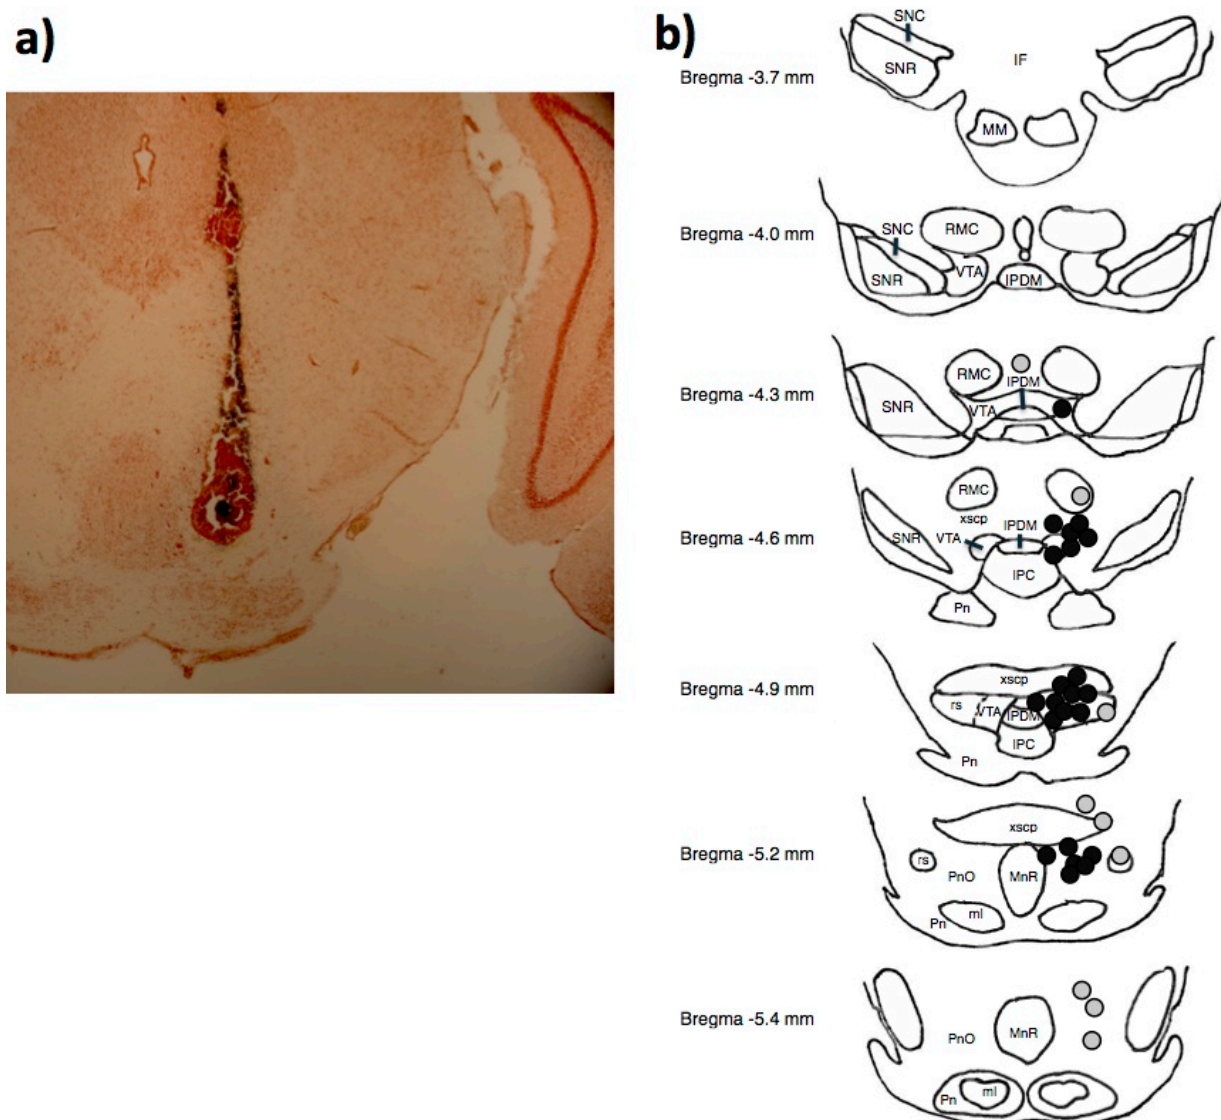 a)
b)
Bregma -3.7 mm
SNC
SNR
IF
MM
Bregma -4.0 mm
SNC
RMC
SNR
VTA
IPDM
Bregma -4.3 mm
RMC
IPDM
SNR
VTA
Bregma -4.6 mm
RMC
xscp
IPDM
SNR
VTA
IPC
Pn
Bregma -4.9 mm
xscp
rs
VTA
IPDM
IPC
Pn
Bregma -5.2 mm
xscp
rs
PnO
MnR
ml
Pn
Bregma -5.4 mm
PnO
MnR
ml
Pn